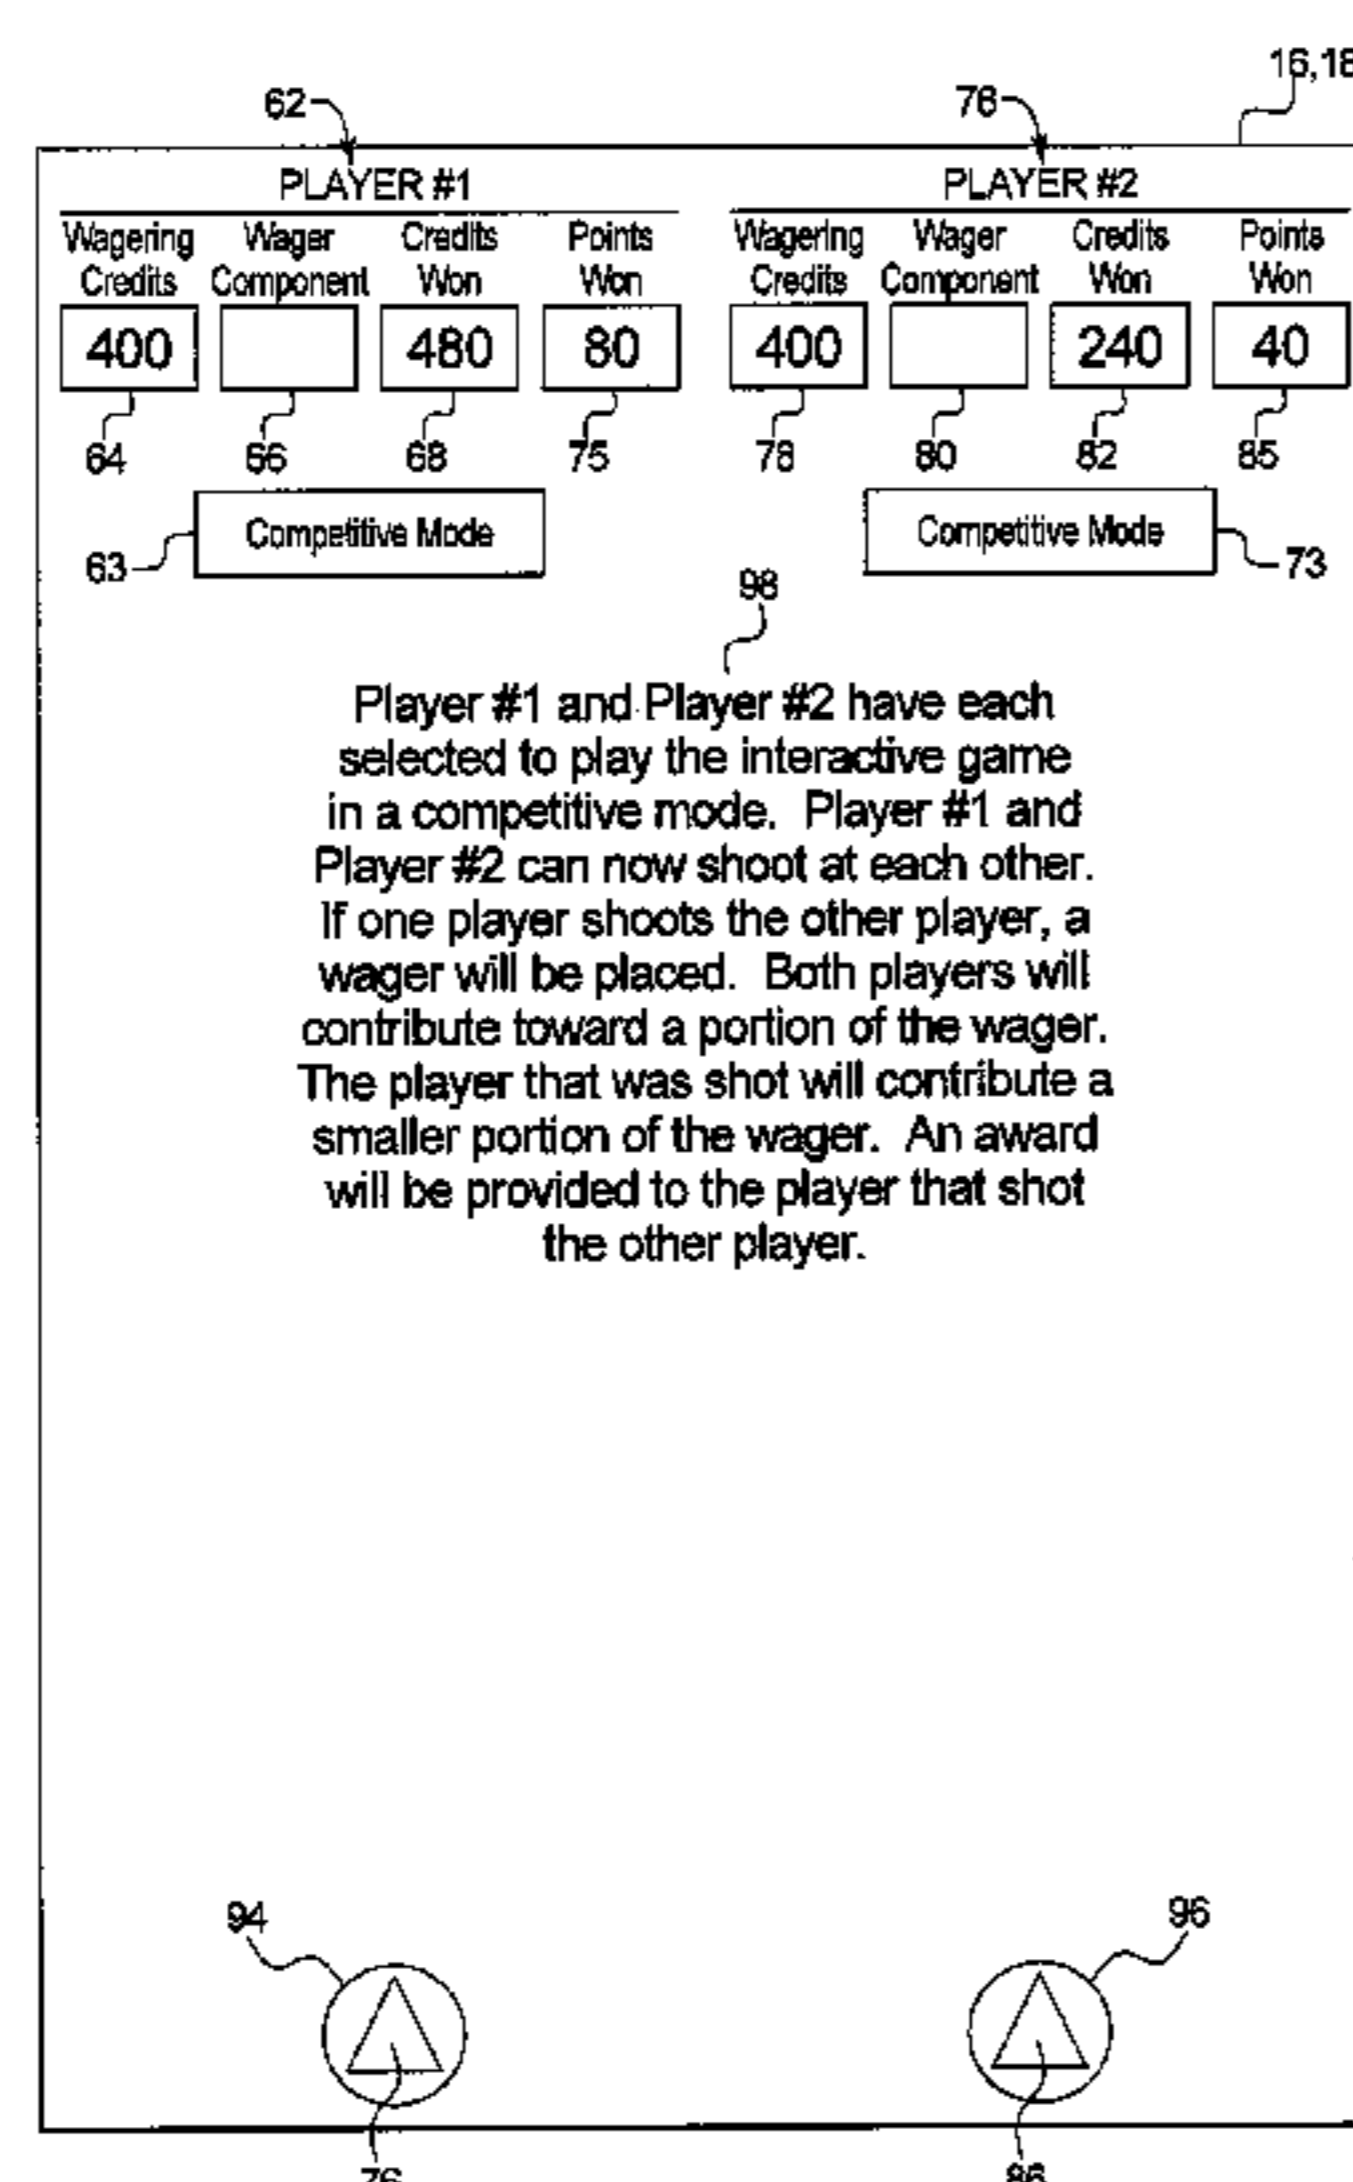 16,18
62 76
PLAYER #1 PLAYER #2
Wagering Wager Credits Points Wagering Wager Credits Points
Credits Component Won Won Credits Component Won Won
400 480 80 400 240 40
64 66 68 75 78 80 82 85
Competitive Mode Competitive Mode
63 73
98
Player #1 and Player #2 have each
selected to play the interactive game
in a competitive mode. Player #1 and
Player #2 can now shoot at each other.
If one player shoots the other player, a
wager will be placed. Both players will
contribute toward a portion of the wager.
The player that was shot will contribute a
smaller portion of the wager. An award
will be provided to the player that shot
the other player.
94 96
76 86